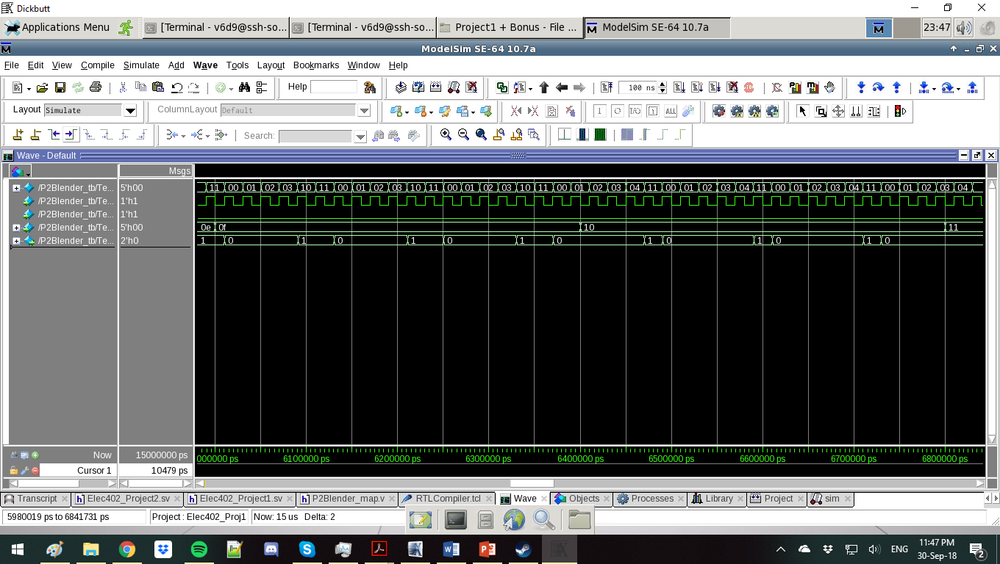 Dickbutt
Applications Menu [Terminal - v6d9@ssh-so... [Terminal - v6d9@ssh-so... Project1 + Bonus - File ... ModelSim SE-64 10.7a 23:47
ModelSim SE-64 10.7a
File Edit View Compile Simulate Add Wave Tools Layout Bookmarks Window Help
Help 100 ns
Layout Simulate ColumnLayout Default
Search:
Wave - Default
Msgs
/P2Blender_tb/Te... 5'h00 11 00 01 02 03 10 11 00 01 02 03 10 11 00 01 02 03 10 11 00 01 02 03 04 11 00 01 02 03 04 11 00 01 02 03 04 11 00 01 02 03 04
/P2Blender_tb/Te... 1'h1
/P2Blender_tb/Te... 1'h1
/P2Blender_tb/Te... 5'h00 0e 0f 10 11
/P2Blender_tb/Te... 2'h0 1 0 1 0 1 0 1 0 1 0 1 0 1 0
Now 15000000 ps 000000 ps 6100000 ps 6200000 ps 6300000 ps 6400000 ps 6500000 ps 6600000 ps 6700000 ps 6800000 ps
Cursor 1 10479 ps
Transcript Elec402_Project2.sv Elec402_Project1.sv P2Blender_map.v RTLCompiler.tcl Wave Objects Processes Library Project sim
5980019 ps to 6841731 ps Project : Elec402_Proj1 Now: 15 us Delta: 2
ENG 11:47 PM
30-Sep-18
2